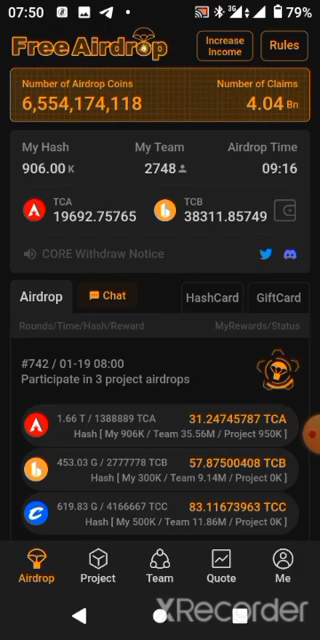 07:50
3G
79%
Free Airdrop
Increase Income
Rules
Number of Airdrop Coins
Number of Claims
6,554,174,118
4.04 Bn
My Hash
My Team
Airdrop Time
906.00 K
2748
09:16
TCA
19692.75765
TCB
38311.85749
CORE Withdraw Notice
Airdrop
Chat
HashCard
GiftCard
Rounds/Time/Hash/Reward
MyRewards/Status
#742 / 01-19 08:00
Participate in 3 project airdrops
1.66 T / 1388889 TCA
31.24745787 TCA
Hash [ My 906K / Team 35.56M / Project 950K ]
453.03 G / 2777778 TCB
57.87500408 TCB
Hash [ My 300K / Team 9.14M / Project 0K ]
619.83 G / 4166667 TCC
83.11673963 TCC
Hash [ My 500K / Team 11.86M / Project 0K ]
Airdrop
Project
Team
Quote
Me
XRecorder